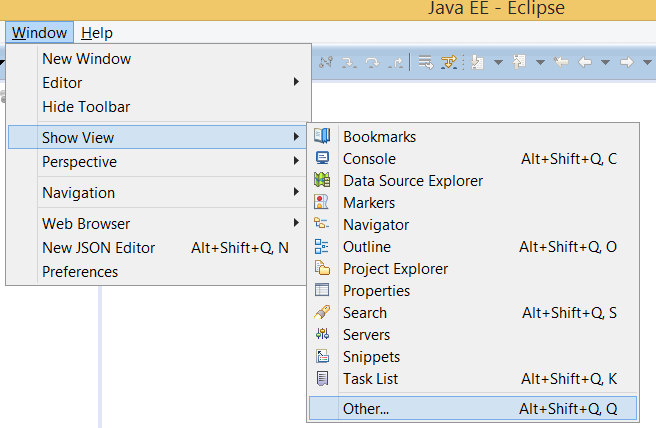 Java EE - Eclipse
Window Help
New Window
Editor
Hide Toolbar
Show View
Perspective
Navigation
Web Browser
New JSON Editor Alt+Shift+Q, N
Preferences
Bookmarks
Console Alt+Shift+Q, C
Data Source Explorer
Markers
Navigator
Outline Alt+Shift+Q, O
Project Explorer
Properties
Search Alt+Shift+Q, S
Servers
Snippets
Task List Alt+Shift+Q, K
Other... Alt+Shift+Q, Q